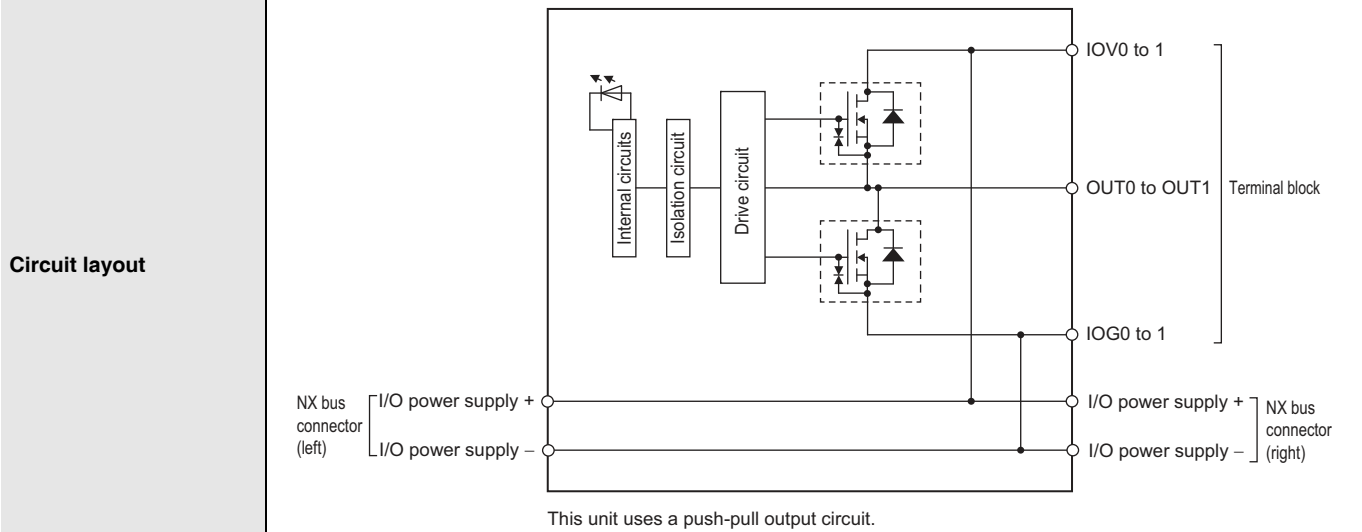 Circuit layout
IOV0 to 1
Internal circuits
Isolation circuit
Drive circuit
OUT0 to OUT1
Terminal block
IOG0 to 1
NX bus
connector
(left)
I/O power supply +
I/O power supply −
I/O power supply +
I/O power supply −
NX bus
connector
(right)
This unit uses a push-pull output circuit.